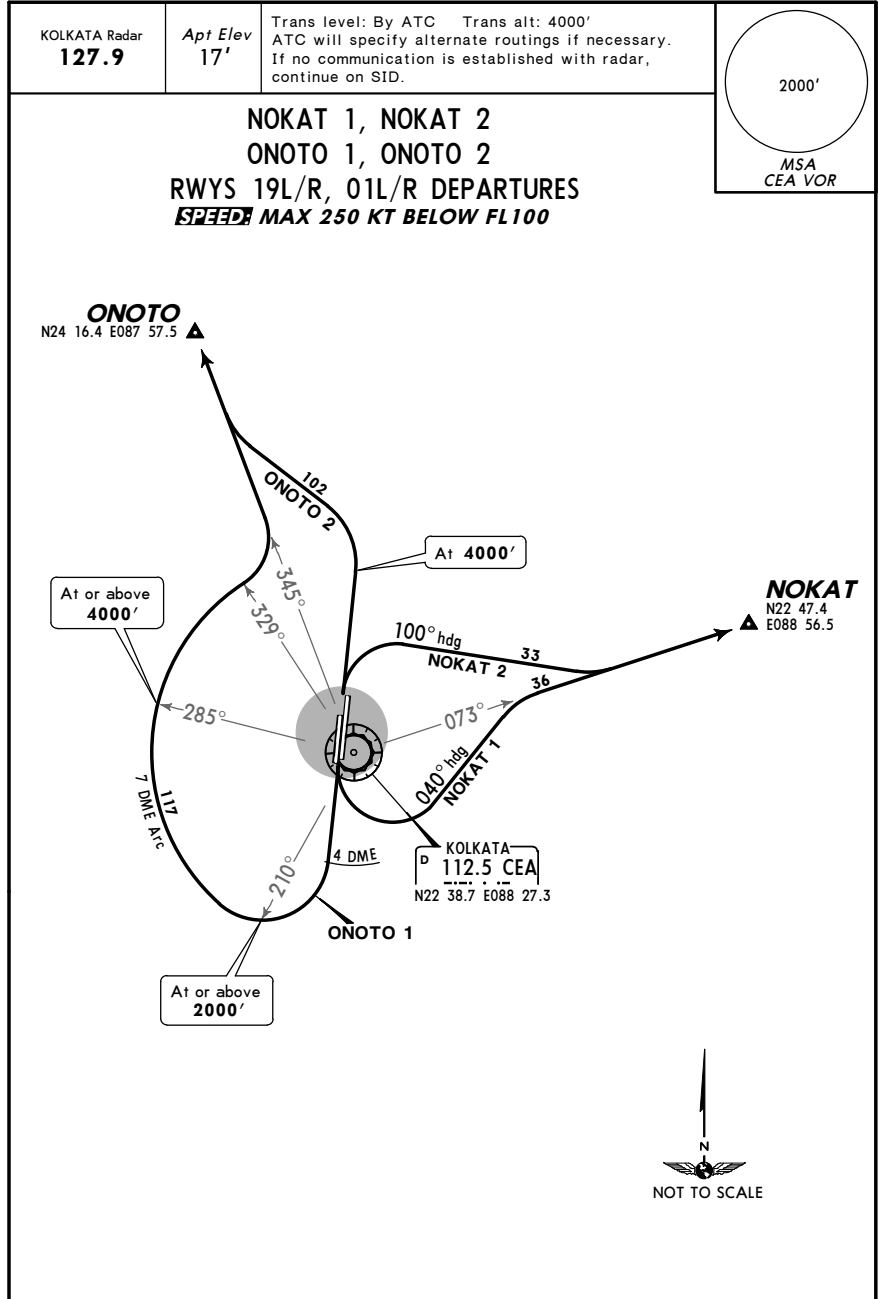 KOLKATA Radar
127.9
Apt Elev
17'
Trans level: By ATC Trans alt: 4000'
ATC will specify alternate routings if necessary.
If no communication is established with radar,
continue on SID.
2000'
MSA
CEA VOR
NOKAT 1, NOKAT 2
ONOTO 1, ONOTO 2
RWYS 19L/R, 01L/R DEPARTURES
SPEED: MAX 250 KT BELOW FL100
ONOTO
N24 16.4 E087 57.5
102
ONOTO 2
At 4000'
345°
329°
At or above
4000'
NOKAT
N22 47.4
E088 56.5
100° hdg
33
NOKAT 2
36
285°
073°
040° hdg
NOKAT 1
117
7 DME Arc
4 DME
210°
KOLKATA
D 112.5 CEA
N22 38.7 E088 27.3
ONOTO 1
At or above
2000'
N
NOT TO SCALE